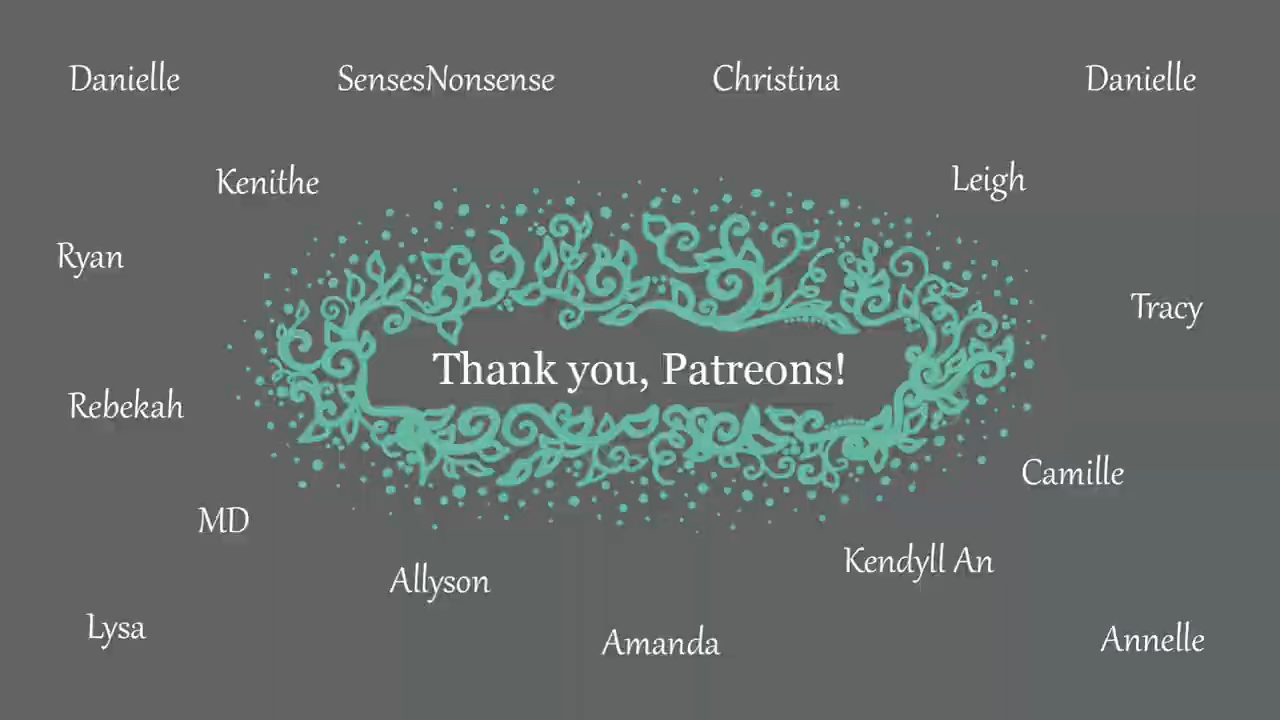 Danielle
SensesNonsense
Christina
Danielle
Kenithe
Leigh
Ryan
Tracy
Thank you, Patreons!
Rebekah
Camille
MD
Kendyll An
Allyson
Lysa
Amanda
Annelle